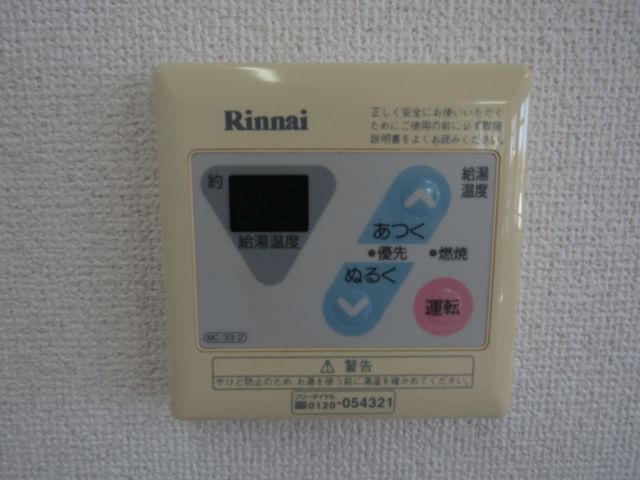 Rinnai
正しく安全にお使いいただく
ためにご使用の前に必ず取扱
説明書をよくお読みください。
約
給湯温度
給湯
温度
あつく
優先
燃焼
ぬるく
運転
MC-33-2
警告
やけど防止のため、お湯を使う前に湯温を確かめてください。
フリーダイヤル
0120-054321